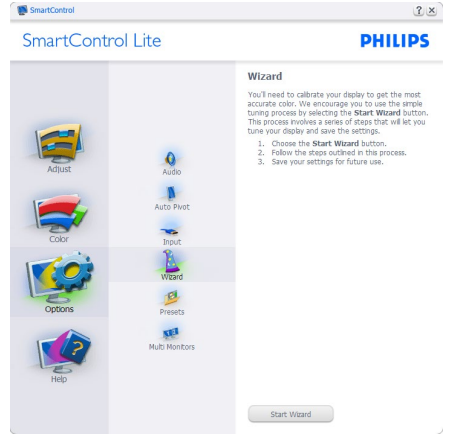 SmartControl
? X
SmartControl Lite
PHILIPS
Adjust
Color
Options
Help
Audio
Auto Pivot
Input
Wizard
Presets
Multi Monitors
Wizard
You'll need to calibrate your display to get the most
accurate color. We encourage you to use the simple
tuning process by selecting the Start Wizard button.
This process involves a series of steps that will let you
tune your display and save the settings.
1. Choose the Start Wizard button.
2. Follow the steps outlined in this process.
3. Save your settings for future use.
Start Wizard